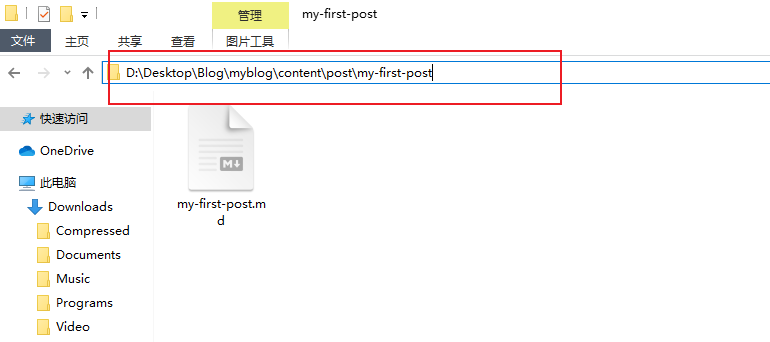 管理
my-first-post
文件
主页
共享
查看
图片工具
D:\Desktop\Blog\myblog\content\post\my-first-post
快速访问
OneDrive
此电脑
Downloads
Compressed
Documents
Music
Programs
Video
M
my-first-post.m
d